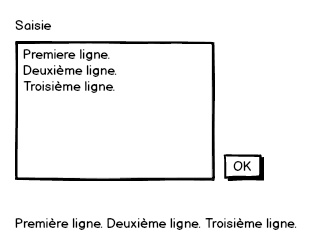 Saisie
Premiere ligne.
Deuxième ligne.
Troisième ligne.
OK
Première ligne. Deuxième ligne. Troisième ligne.